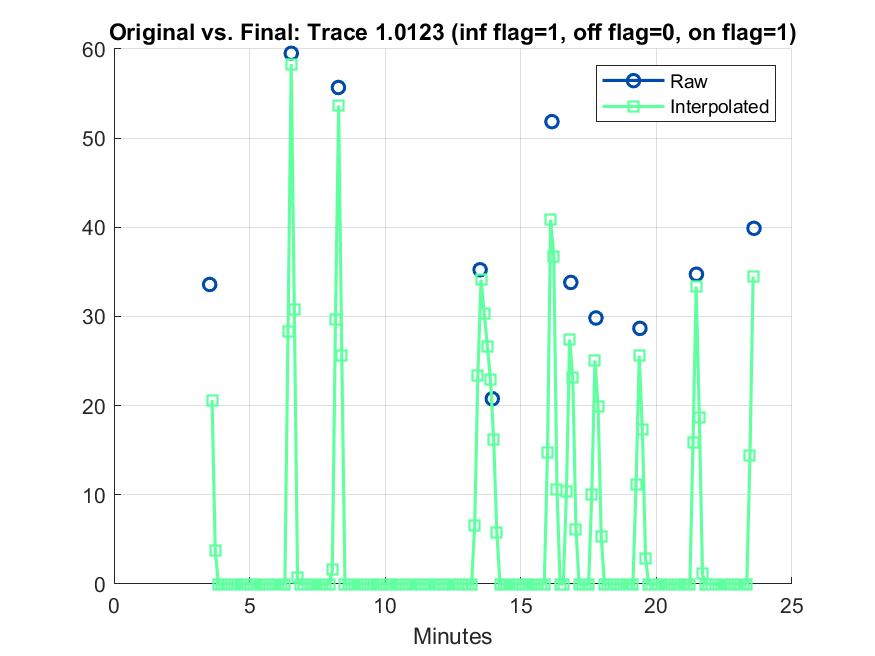 Original vs. Final: Trace 1.0123 (inf flag=1, off flag=0, on flag=1)
60
50
40
30
20
10
0
Raw
Interpolated
0 5 10 15 20 25
Minutes